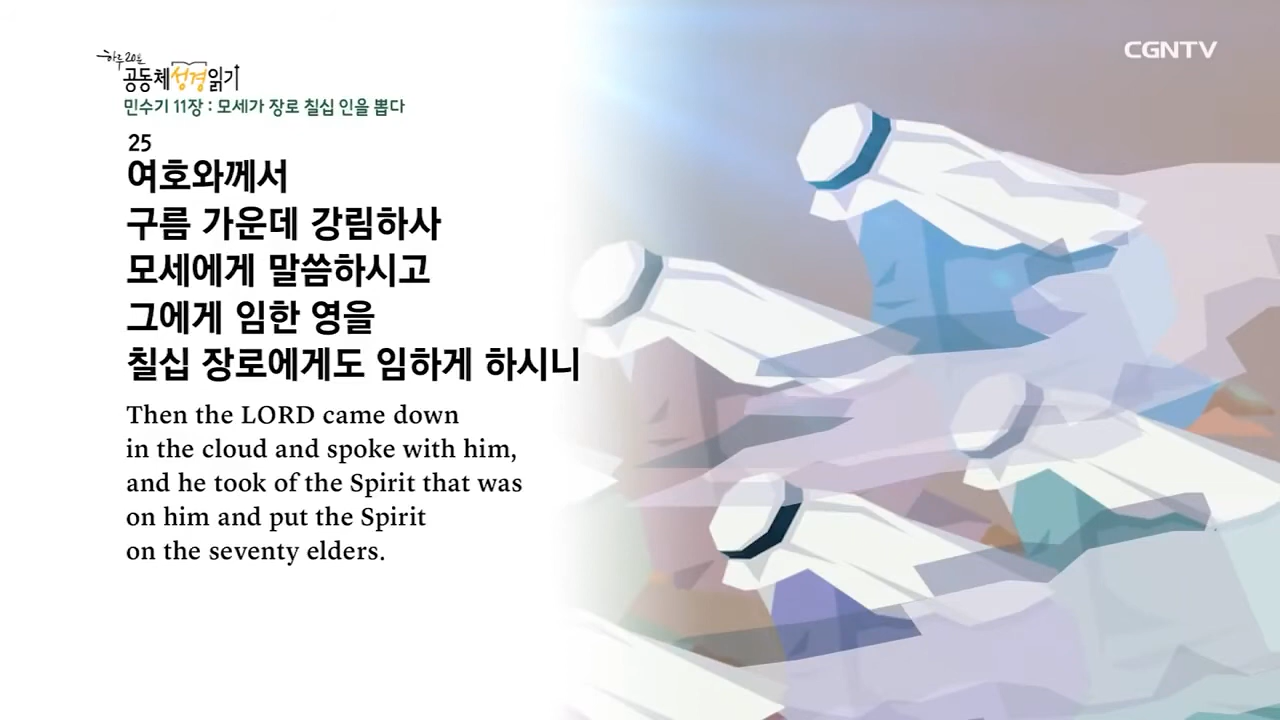 하루 20분
공동체성경읽기
CGNTV
민수기 11장 : 모세가 장로 칠십 인을 뽑다
25
여호와께서
구름 가운데 강림하사
모세에게 말씀하시고
그에게 임한 영을
칠십 장로에게도 임하게 하시니
Then the LORD came down
in the cloud and spoke with him,
and he took of the Spirit that was
on him and put the Spirit
on the seventy elders.